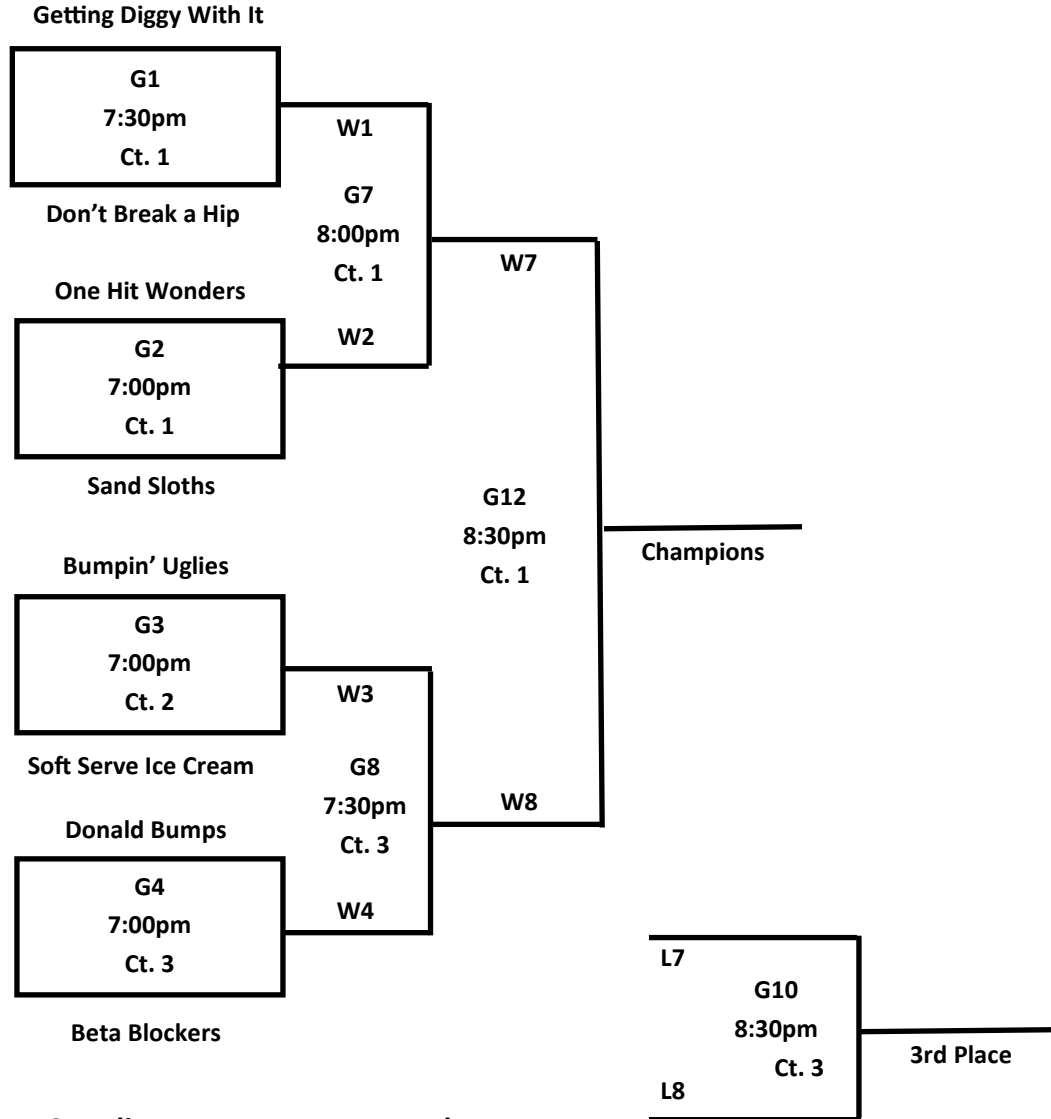 Getting Diggy With It
G1
7:30pm
Ct. 1
Don't Break a Hip
W1
G7
8:00pm
Ct. 1
W2
One Hit Wonders
G2
7:00pm
Ct. 1
Sand Sloths
W7
G12
8:30pm
Ct. 1
Champions
Bumpin' Uglies
G3
7:00pm
Ct. 2
Soft Serve Ice Cream
W3
G8
7:30pm
Ct. 3
W4
W8
Donald Bumps
G4
7:00pm
Ct. 3
Beta Blockers
L7
G10
8:30pm
Ct. 3
L8
3rd Place